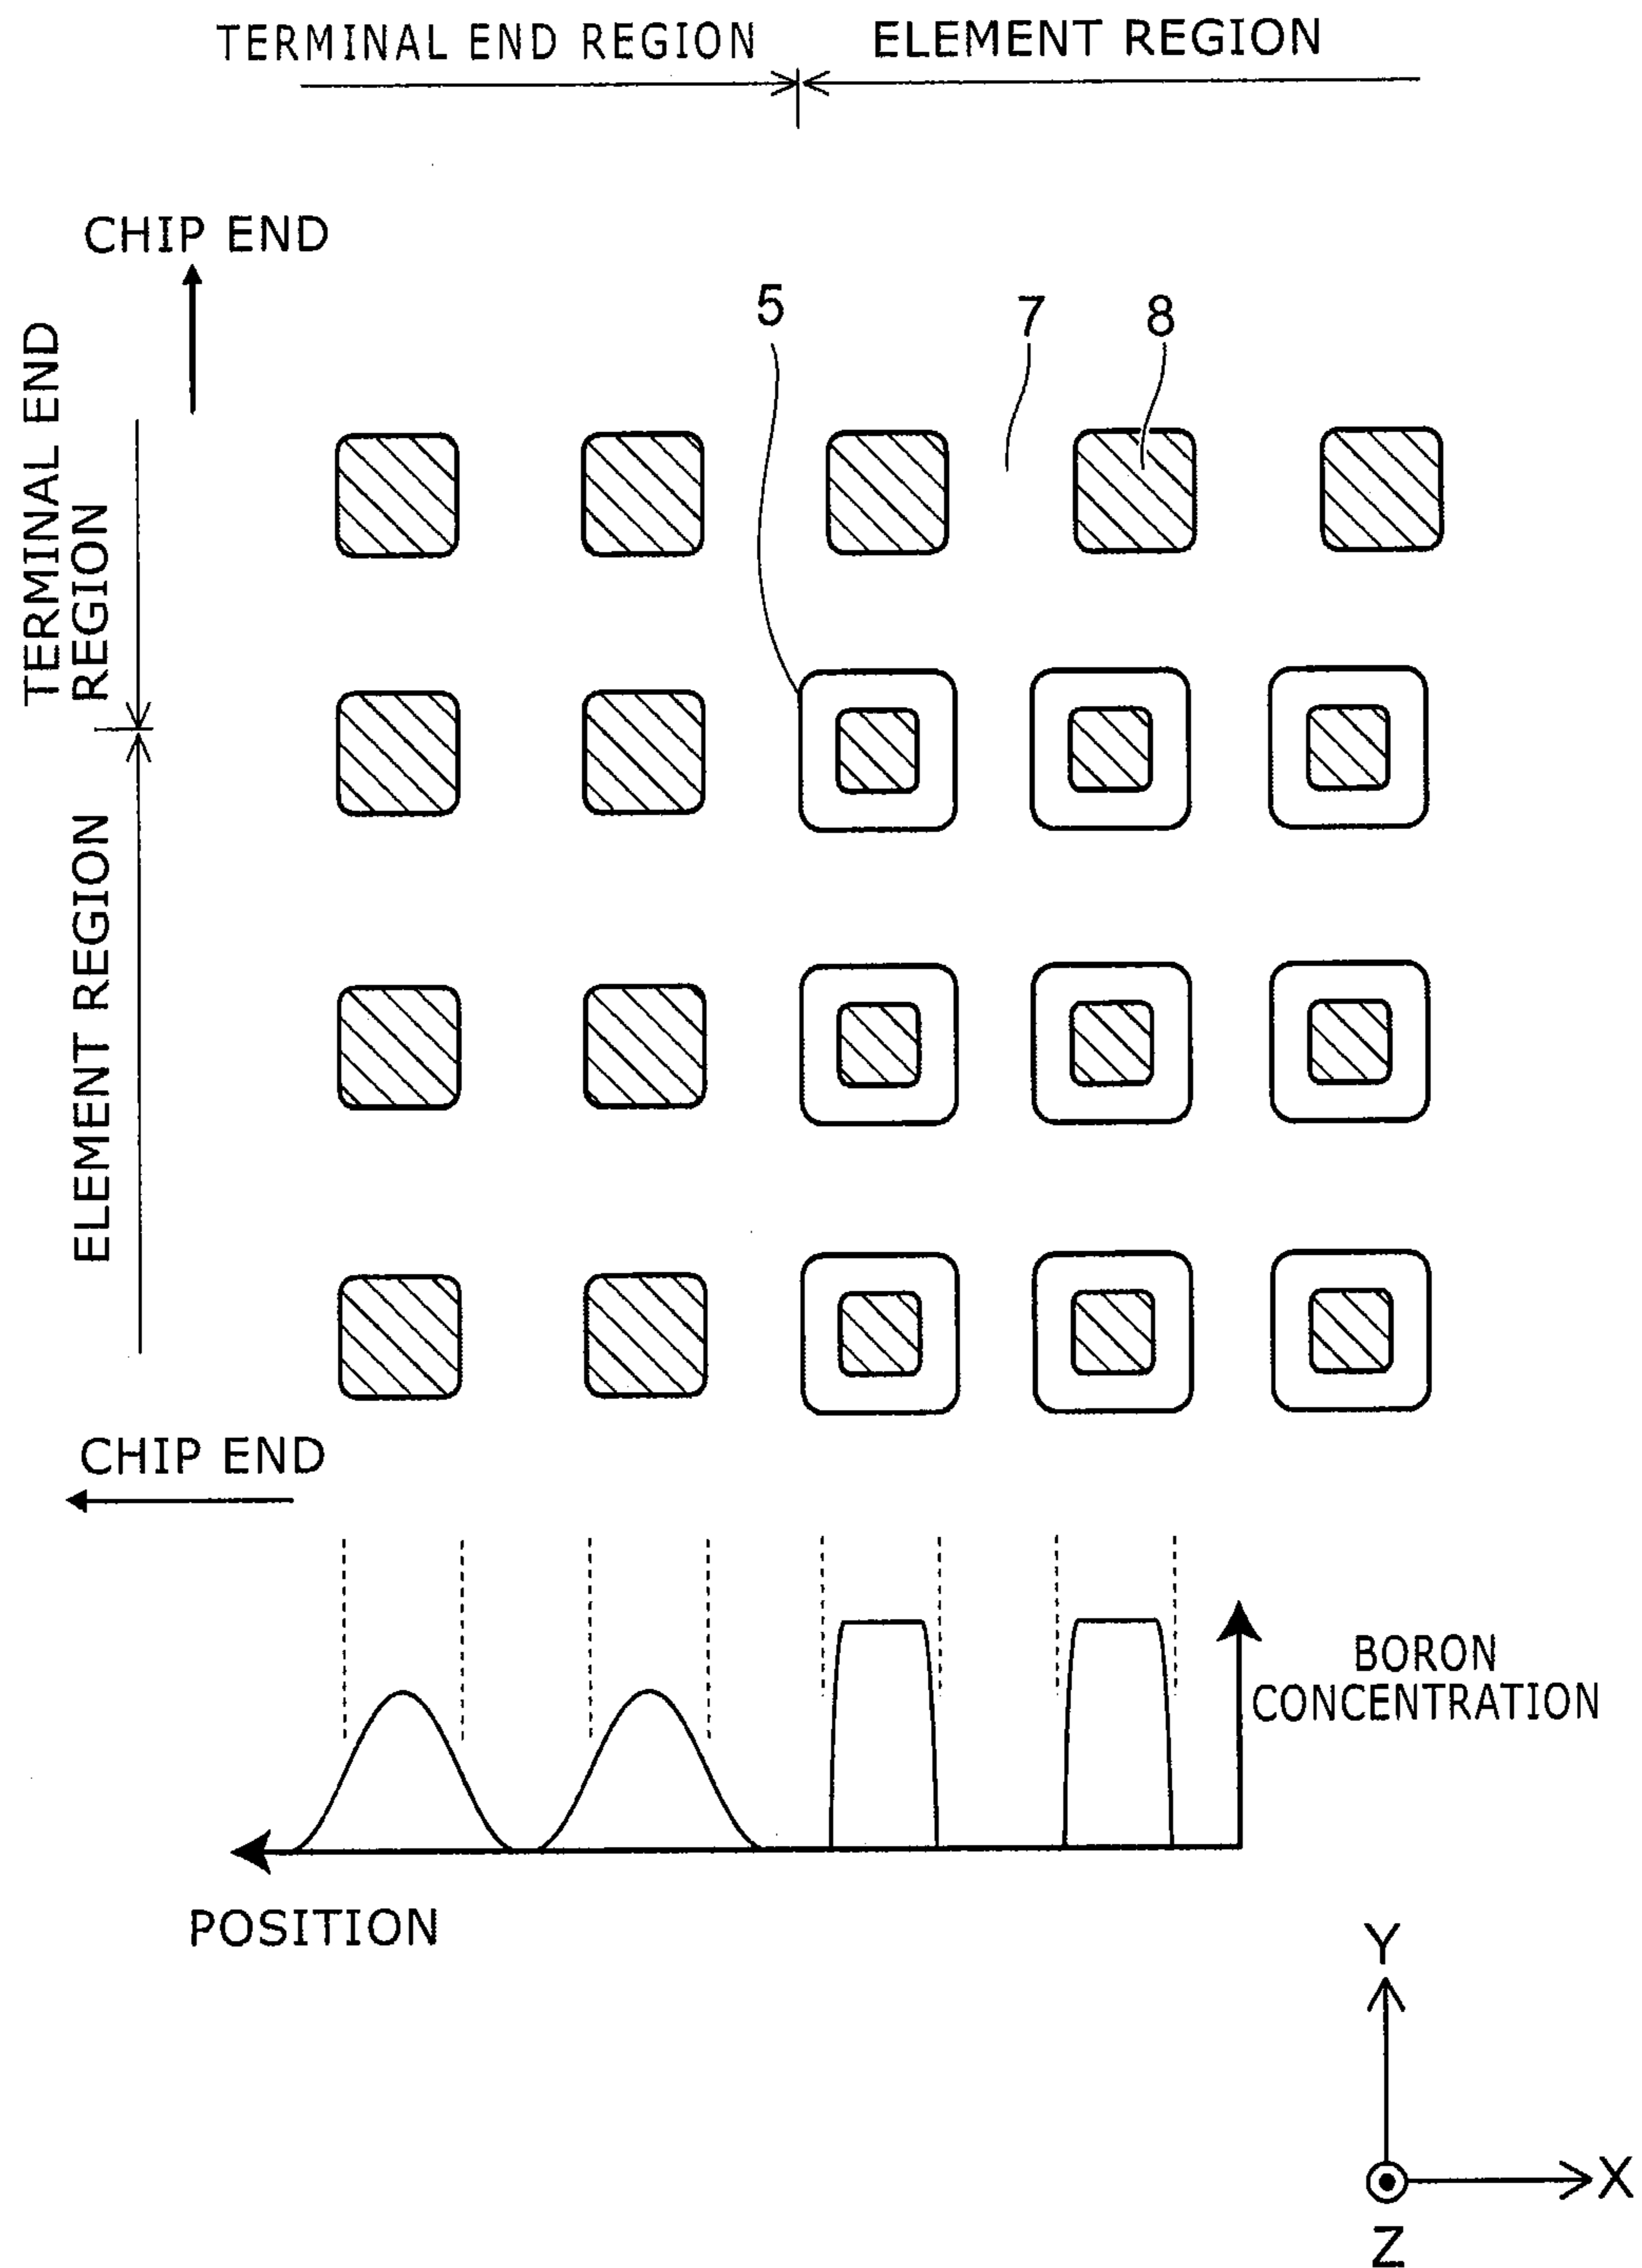 TERMINAL END REGION
ELEMENT REGION
CHIP END
5
7
8
TERMINAL END
REGION
ELEMENT REGION
CHIP END
BORON
CONCENTRATION
POSITION
Y
X
Z